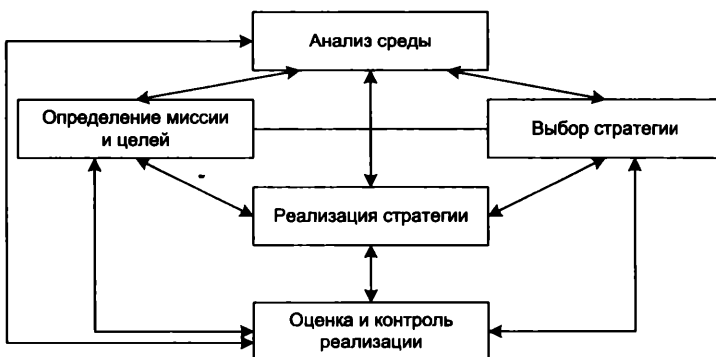 Анализ среды
Определение миссии
и целей
Выбор стратегии
Реализация стратегии
Оценка и контроль
реализации